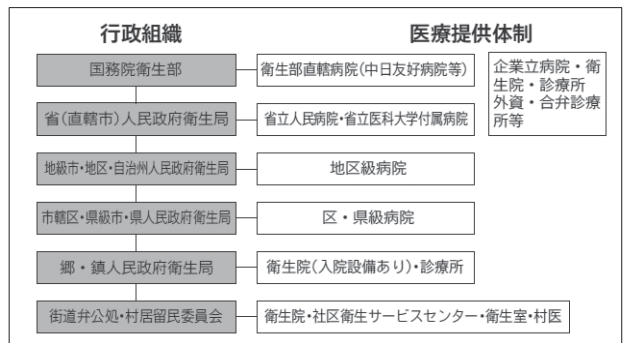 行政組織
医療提供体制
国務院衛生部
衛生部直轄病院(中日友好病院等)
企業立病院・衛
生院・診療所
外資・合弁診療
所等
省(直轄市)人民政府衛生局
省立人民病院・省立医科大学付属病院
地級市・地区・自治州人民政府衛生局
地区級病院
市轄区・県級市・県人民政府衛生局
区・県級病院
郷・鎮人民政府衛生局
衛生院(入院設備あり)・診療所
街道弁公処・村居留民委員会
衛生院・社区衛生サービスセンター・衛生室・村医